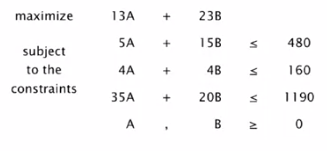 maximize 13A + 23B
subject to the constraints
5A + 15B ≤ 480
4A + 4B ≤ 160
35A + 20B ≤ 1190
A , B ≥ 0